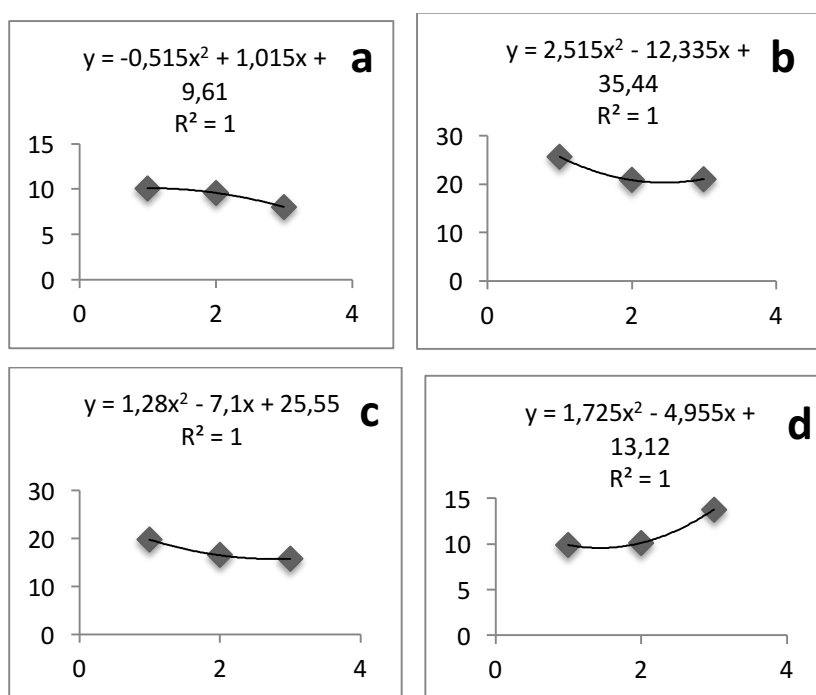 y = -0,515x² + 1,015x +
9,61
R² = 1
a
15
10
5
0
0 2 4
y = 2,515x² - 12,335x +
35,44
R² = 1
b
30
20
10
0
0 2 4
y = 1,28x² - 7,1x + 25,55
R² = 1
c
30
20
10
0
0 2 4
y = 1,725x² - 4,955x +
13,12
R² = 1
d
15
10
5
0
0 2 4